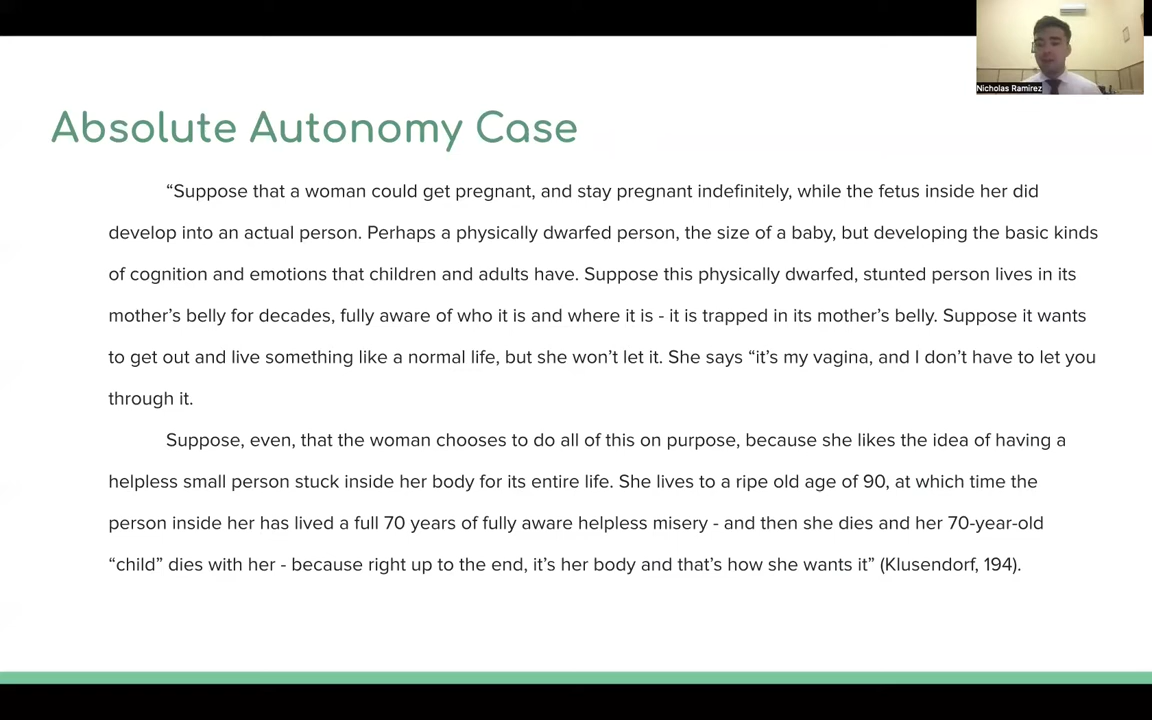 Nicholas Ramirez
Absolute Autonomy Case
“Suppose that a woman could get pregnant, and stay pregnant indefinitely, while the fetus inside her did
develop into an actual person. Perhaps a physically dwarfed person, the size of a baby, but developing the basic kinds
of cognition and emotions that children and adults have. Suppose this physically dwarfed, stunted person lives in its
mother’s belly for decades, fully aware of who it is and where it is - it is trapped in its mother’s belly. Suppose it wants
to get out and live something like a normal life, but she won’t let it. She says “it’s my vagina, and I don’t have to let you
through it.
Suppose, even, that the woman chooses to do all of this on purpose, because she likes the idea of having a
helpless small person stuck inside her body for its entire life. She lives to a ripe old age of 90, at which time the
person inside her has lived a full 70 years of fully aware helpless misery - and then she dies and her 70-year-old
“child” dies with her - because right up to the end, it’s her body and that’s how she wants it” (Klusendorf, 194).